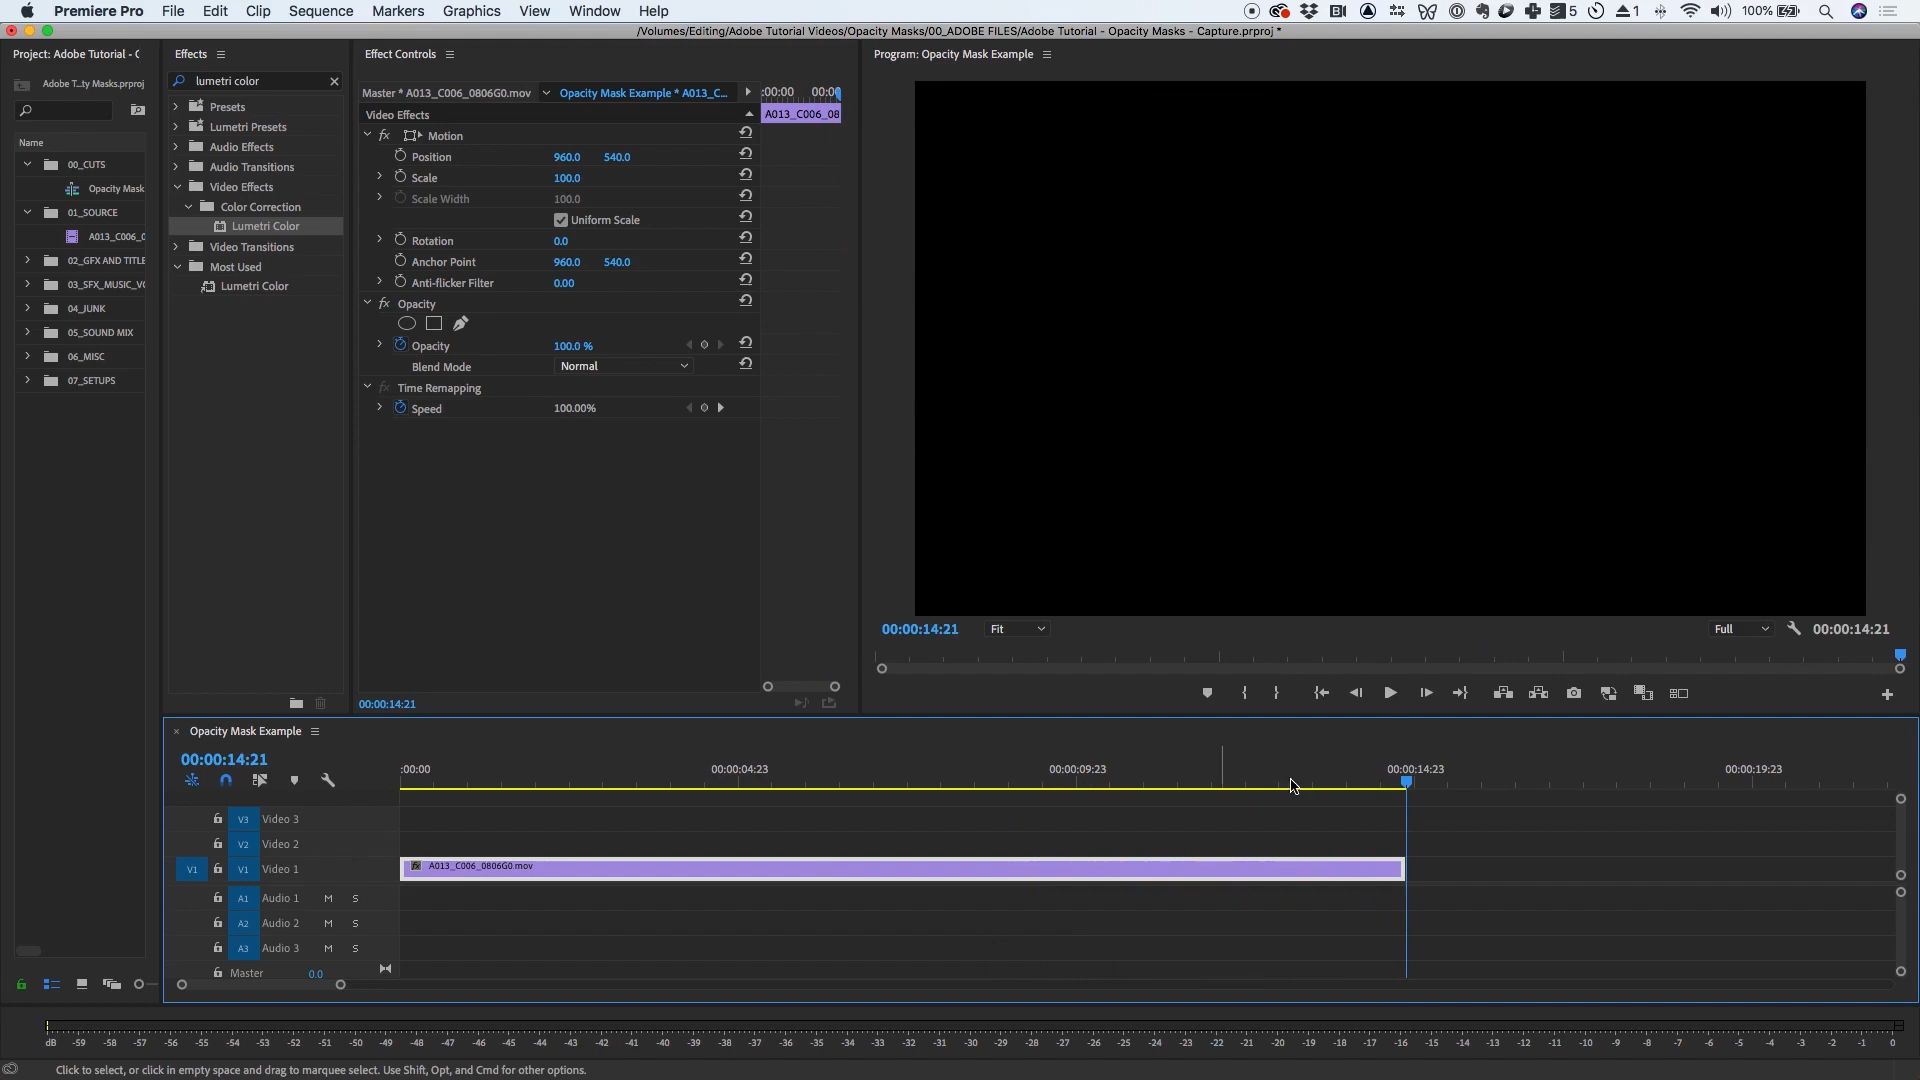 Premiere Pro File Edit Clip Sequence Markers Graphics View Window Help 5 1 100%
/Volumes/Editing/Adobe Tutorial Videos/Opacity Masks/00_ADOBE FILES/Adobe Tutorial - Opacity Masks - Capture.prproj *
Project: Adobe Tutorial - C
Adobe T...ty Masks.prproj
Name
00_CUTS
Opacity Mask
01_SOURCE
A013_C006_0
02_GFX AND TITLE
03_SFX_MUSIC_VO
04_JUNK
05_SOUND MIX
06_MISC
07_SETUPS
Effects
lumetri color
Presets
Lumetri Presets
Audio Effects
Audio Transitions
Video Effects
Color Correction
Lumetri Color
Video Transitions
Most Used
Lumetri Color
Effect Controls
Master * A013_C006_0806G0.mov Opacity Mask Example * A013_C... :00:00 00:00
Video Effects A013_C006_08
fx Motion
Position 960.0 540.0
Scale 100.0
Scale Width 100.0
Uniform Scale
Rotation 0.0
Anchor Point 960.0 540.0
Anti-flicker Filter 0.00
fx Opacity
Opacity 100.0 %
Blend Mode Normal
fx Time Remapping
Speed 100.00%
00:00:14:21
Program: Opacity Mask Example
00:00:14:21 Fit Full 00:00:14:21
Opacity Mask Example
00:00:14:21
:00:00 00:00:04:23 00:00:09:23 00:00:14:23 00:00:19:23
V3 Video 3
V2 Video 2
V1 V1 Video 1 fx A013_C006_0806G0.mov
A1 Audio 1 M S
A2 Audio 2 M S
A3 Audio 3 M S
Master 0.0
dB -59 -58 -57 -56 -55 -54 -53 -52 -51 -50 -49 -48 -47 -46 -45 -44 -43 -42 -41 -40 -39 -38 -37 -36 -35 -34 -33 -32 -31 -30 -29 -28 -27 -26 -25 -24 -23 -22 -21 -20 -19 -18 -17 -16 -15 -14 -13 -12 -11 -10 -9 -8 -7 -6 -5 -4 -3 -2 -1 0
Click to select, or click in empty space and drag to marquee select. Use Shift, Opt, and Cmd for other options.